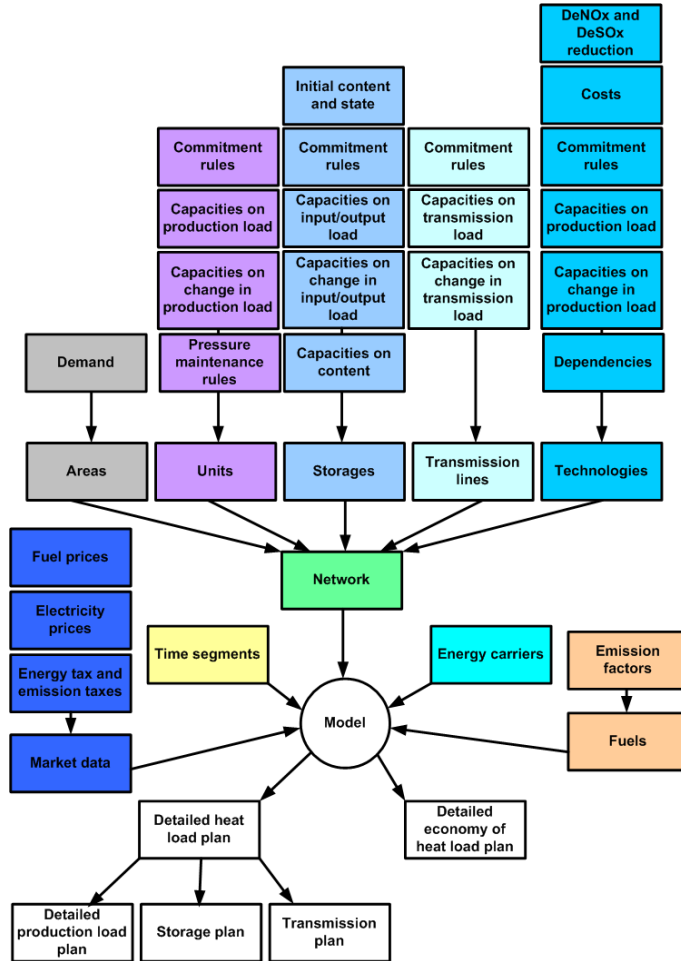 DeNOx and
DeSOx
reduction
Initial content
and state
Costs
Commitment
rules
Commitment
rules
Commitment
rules
Commitment
rules
Capacities on
production load
Capacities on
input/output
load
Capacities on
transmission
load
Capacities on
production load
Capacities on
change in
production load
Capacities on
change in
input/output
load
Capacities on
change in
transmission
load
Capacities on
change in
production load
Demand
Pressure
maintenance
rules
Capacities on
content
Dependencies
Areas
Units
Storages
Transmission
lines
Technologies
Fuel prices
Network
Electricity
prices
Time segments
Energy carriers
Emission
factors
Energy tax and
emission taxes
Model
Market data
Fuels
Detailed heat
load plan
Detailed
economy of
heat load plan
Detailed
production load
plan
Storage plan
Transmission
plan